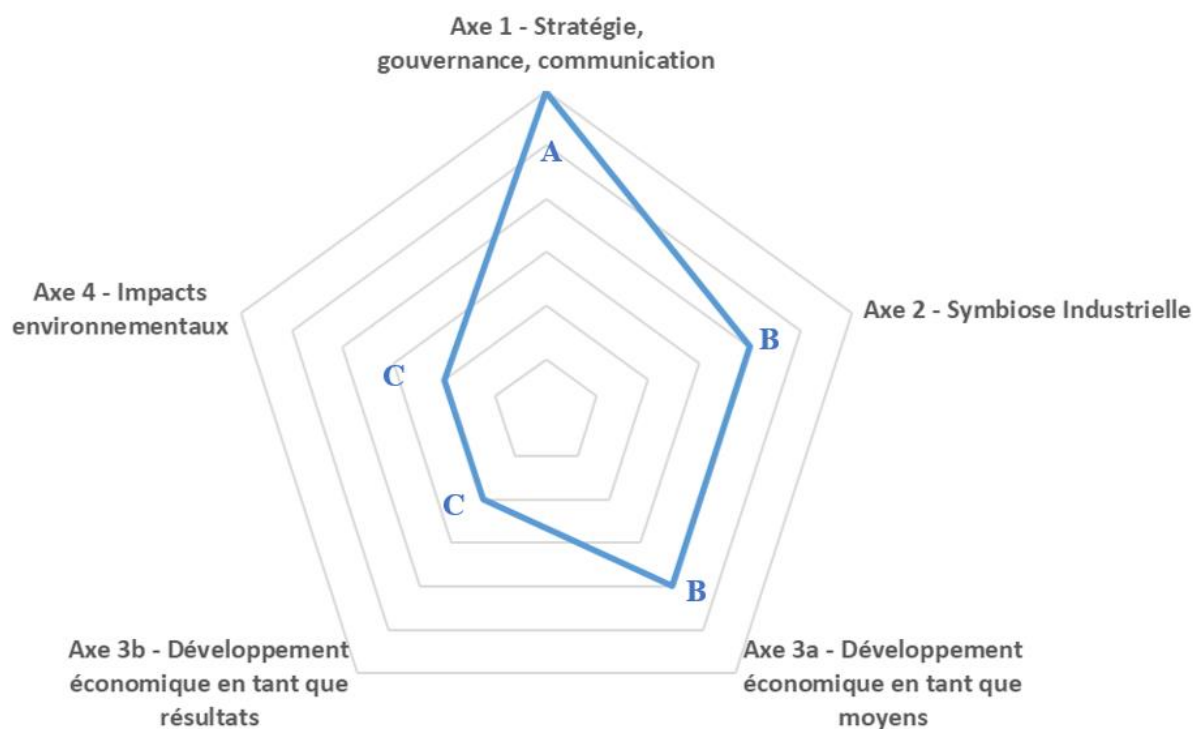 Axe 1 - Stratégie,
gouvernance, communication
A
Axe 4 - Impacts
environnementaux
Axe 2 - Symbiose Industrielle
B
C
C
B
Axe 3b - Développement
économique en tant que
résultats
Axe 3a - Développement
économique en tant que
moyens